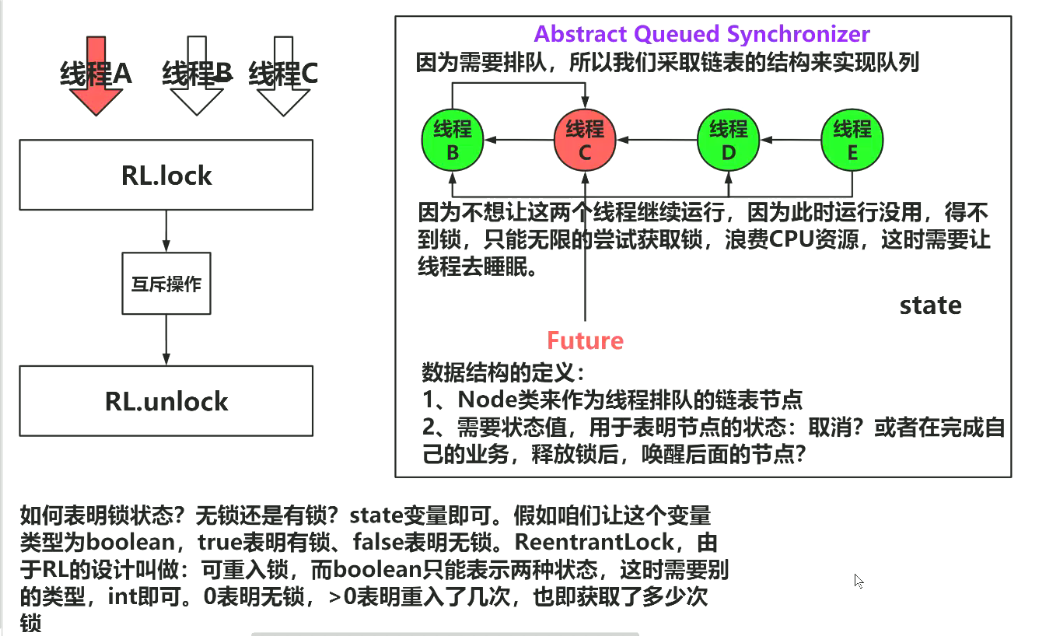 线程A
线程B
线程C
RL.lock
互斥操作
RL.unlock
Abstract Queued Synchronizer
因为需要排队，所以我们采取链表的结构来实现队列
线程
B
线程
C
线程
D
线程
E
因为不想让这两个线程继续运行，因为此时运行没用，得不
到锁，只能无限的尝试获取锁，浪费CPU资源，这时需要让
线程去睡眠。
state
Future
数据结构的定义：
1、Node类来作为线程排队的链表节点
2、需要状态值，用于表明节点的状态：取消？或者在完成自
己的业务，释放锁后，唤醒后面的节点？
如何表明锁状态？无锁还是有锁？state变量即可。假如咱们让这个变量
类型为boolean，true表明有锁、false表明无锁。ReentrantLock，由
于RL的设计叫做：可重入锁，而boolean只能表示两种状态，这时需要别
的类型，int即可。0表明无锁，>0表明重入了几次，也即获取了多少次
锁